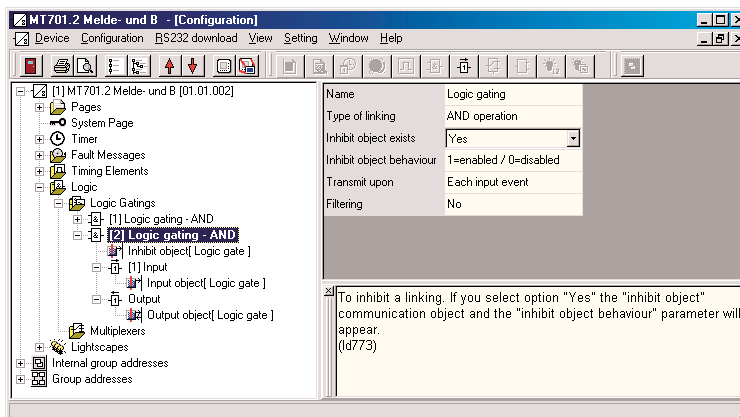 MT701.2 Melde- und B - [Configuration]
Device Configuration RS232 download View Setting Window Help
[1] MT701.2 Melde- und B [01.01.002]
Pages
System Page
Timer
Fault Messages
Timing Elements
Logic
Logic Gatings
[1] Logic gating - AND
[2] Logic gating - AND
Inhibit object[ Logic gate ]
[1] Input
Input object[ Logic gate ]
Output
Output object[ Logic gate ]
Multiplexers
Lightscapes
Internal group addresses
Group addresses
Name Logic gating
Type of linking AND operation
Inhibit object exists Yes
Inhibit object behaviour 1=enabled / 0=disabled
Transmit upon Each input event
Filtering No
To inhibit a linking. If you select option "Yes" the "inhibit object"
communication object and the "inhibit object behaviour" parameter will
appear.
(Id773)